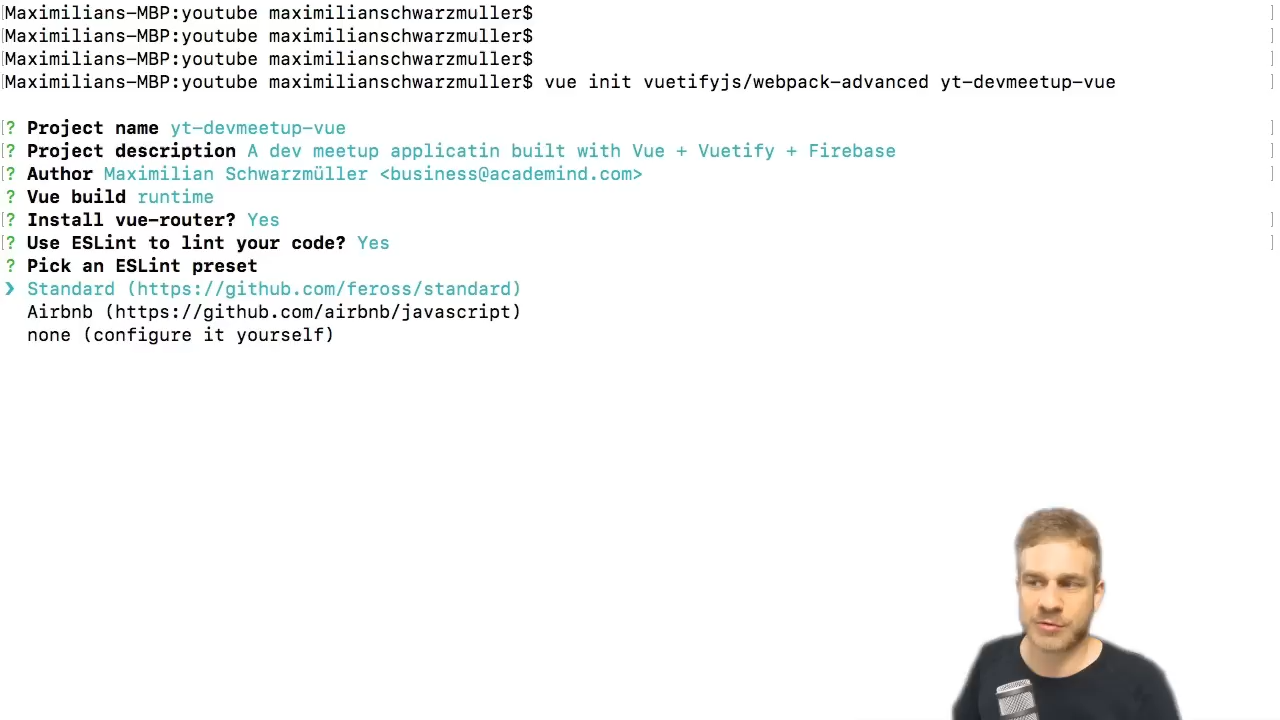 Maximilians-MBP:youtube maximilianschwarzmuller$
Maximilians-MBP:youtube maximilianschwarzmuller$
Maximilians-MBP:youtube maximilianschwarzmuller$
Maximilians-MBP:youtube maximilianschwarzmuller$ vue init vuetifyjs/webpack-advanced yt-devmeetup-vue
? Project name yt-devmeetup-vue
? Project description A dev meetup applicatin built with Vue + Vuetify + Firebase
? Author Maximilian Schwarzmüller <business@academind.com>
? Vue build runtime
? Install vue-router? Yes
? Use ESLint to lint your code? Yes
? Pick an ESLint preset
❯ Standard (https://github.com/feross/standard)
Airbnb (https://github.com/airbnb/javascript)
none (configure it yourself)